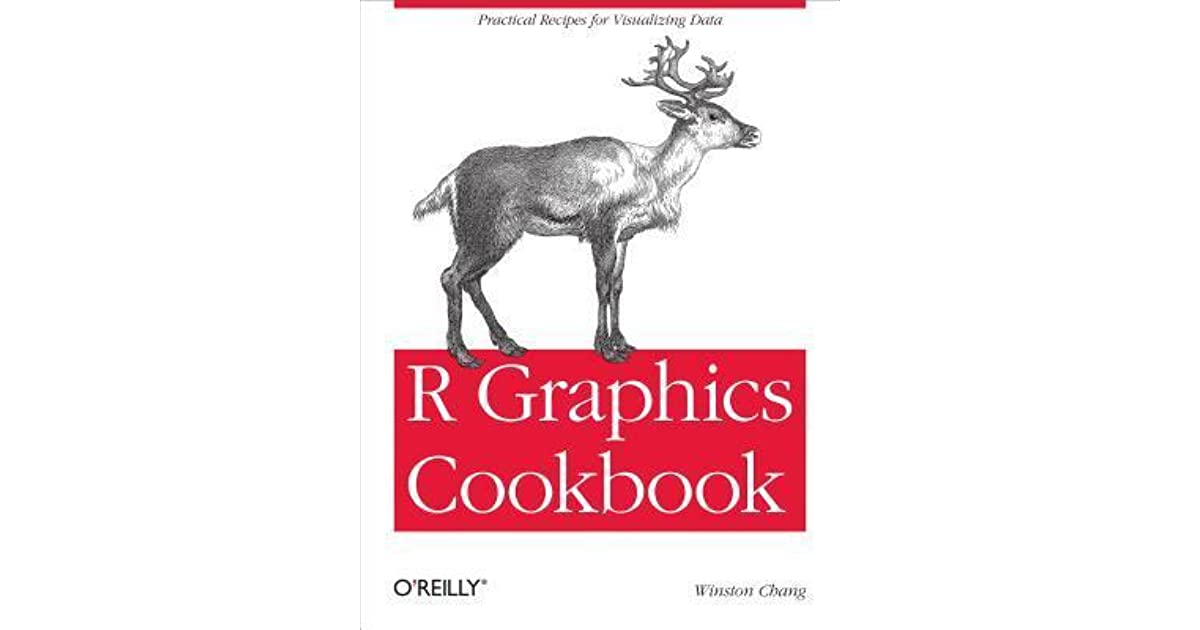 Practical Recipes for Visualizing Data
R Graphics
Cookbook
O'REILLY®
Winston Chang